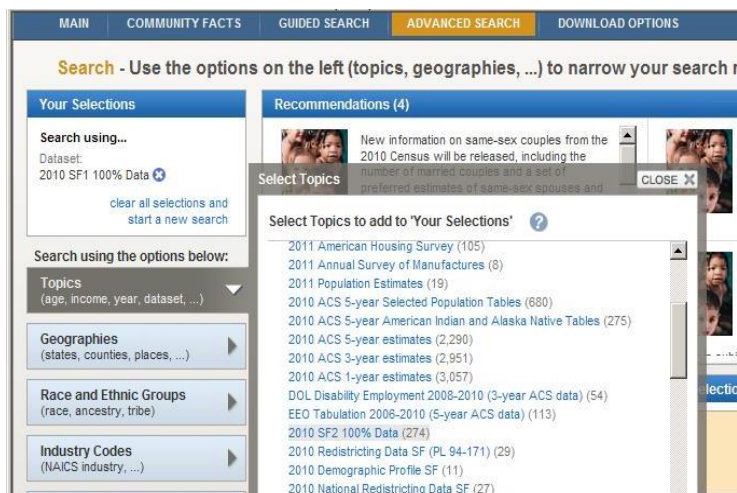 MAIN COMMUNITY FACTS GUIDED SEARCH ADVANCED SEARCH DOWNLOAD OPTIONS
Search - Use the options on the left (topics, geographies, ...) to narrow your search
Your Selections
Search using...
Dataset:
2010 SF1 100% Data
clear all selections and
start a new search
Search using the options below:
Topics
(age, income, year, dataset, ...)
Geographies
(states, counties, places, ...)
Race and Ethnic Groups
(race, ancestry, tribe)
Industry Codes
(NAICS industry, ...)
Recommendations (4)
New information on same-sex couples from the
2010 Census will be released, including the
number of married couples and a set of
preferred estimates of same-sex spouses and
Select Topics
CLOSE X
Select Topics to add to 'Your Selections' ?
2011 American Housing Survey (105)
2011 Annual Survey of Manufactures (8)
2011 Population Estimates (19)
2010 ACS 5-year Selected Population Tables (680)
2010 ACS 5-year American Indian and Alaska Native Tables (275)
2010 ACS 5-year estimates (2,290)
2010 ACS 3-year estimates (2,951)
2010 ACS 1-year estimates (3,057)
DOL Disability Employment 2008-2010 (3-year ACS data) (54)
EEO Tabulation 2006-2010 (5-year ACS data) (113)
2010 SF2 100% Data (274)
2010 Redistricting Data SF (PL 94-171) (29)
2010 Demographic Profile SF (11)
2010 National Redistricting Data SF (27)